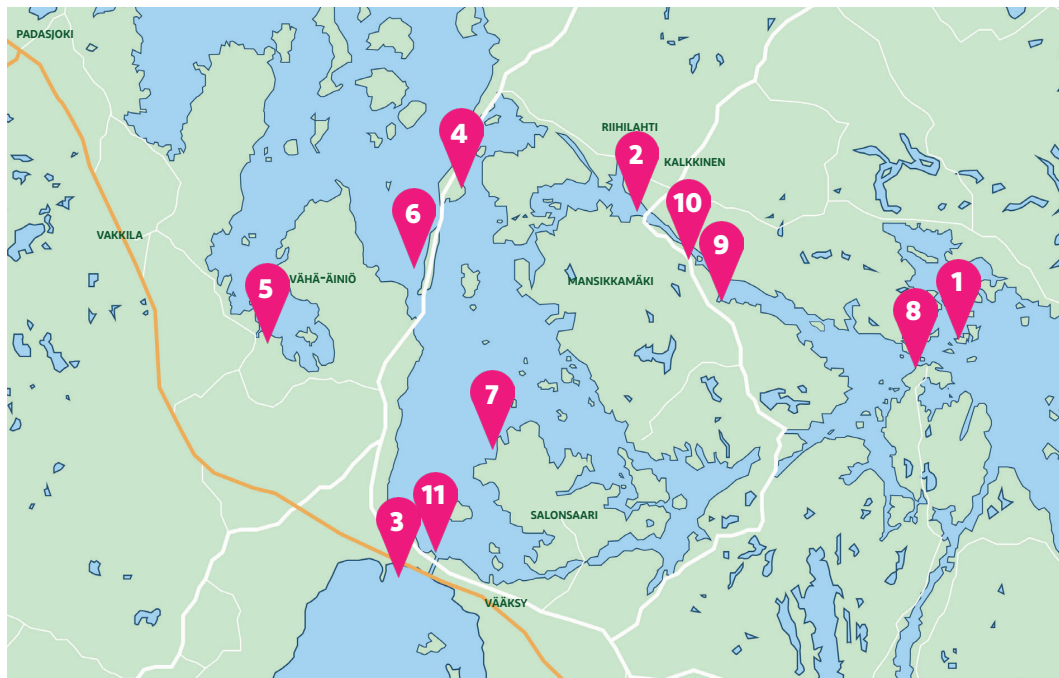 PADASJOKI
4
RIIHILAHTI
2
KALKKINEN
10
6
VAKKILA
9
5
VÄHÄ-ÄINIÖ
MANSIKKAMÄKI
8
1
7
11
SALONSAARI
3
VÄÄKSY